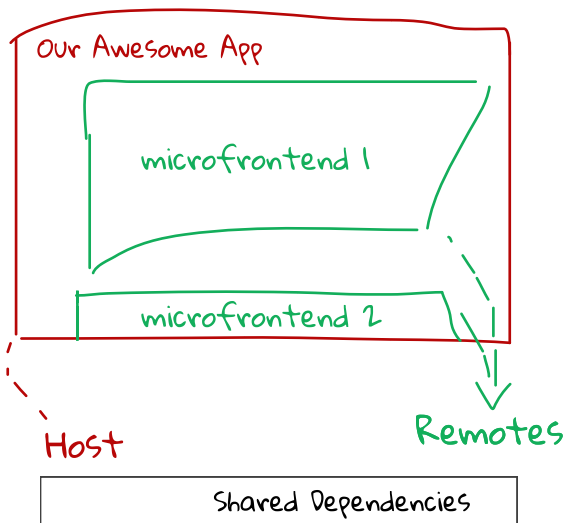 Our Awesome App
microfrontend 1
microfrontend 2
Host
Remotes
Shared Dependencies